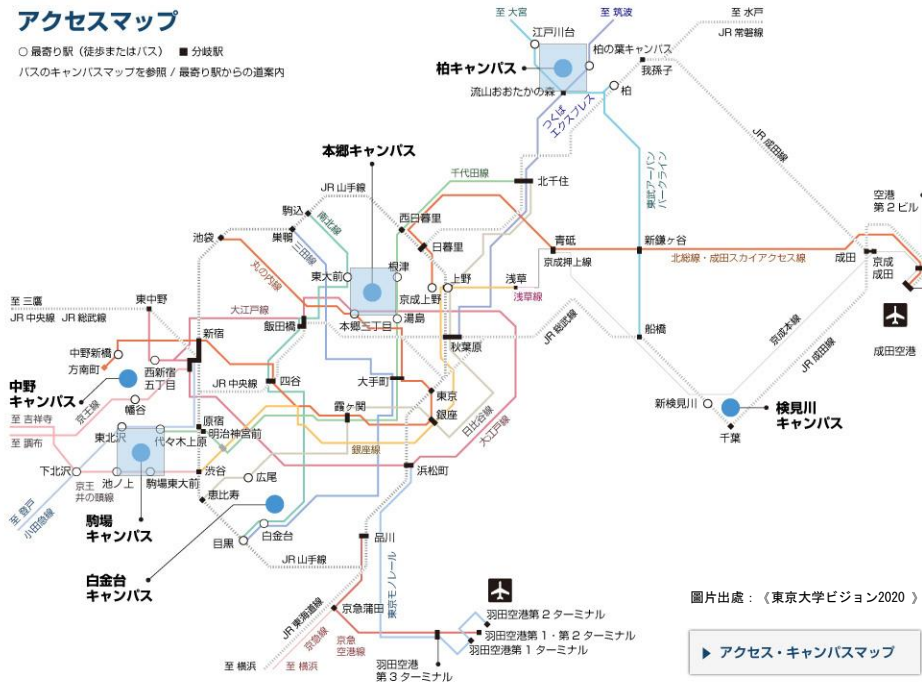 アクセスマップ
○ 最寄り駅（徒歩またはバス） ■ 分岐駅
バスのキャンパスマップを参照 / 最寄り駅からの道案内
至 大宮
至 筑波
至 水戸
JR 常磐線
江戸川台
柏の葉キャンパス
柏キャンパス
我孫子
流山おおたかの森
柏
つくば
エクスプレス
本郷キャンパス
JR 山手線
千代田線
北千住
東武アーバン
パークライン
JR 成田線
空港
第２ビル
駒込
南北線
西日暮里
池袋
巣鴨
三田線
日暮里
青砥
京成押上線
新鎌ヶ谷
北総線・成田スカイアクセス線
成田
京成
成田
丸の内線
東大前
根津
上野
浅草
浅草線
京成上野
至 三鷹
JR 中央線
JR 総武線
東中野
大江戸線
飯田橋
本郷三丁目
湯島
秋葉原
JR 総武線
船橋
京成本線
JR 成田線
成田空港
新宿
中野新橋
方南町
西新宿
五丁目
JR 中央線
四谷
大手町
東京
中野
キャンパス
京王線
幡谷
霞ヶ関
銀座
日比谷線
大江戸線
新検見川
検見川
キャンパス
千葉
至 吉祥寺
至 調布
東北沢
代々木上原
原宿
明治神宮前
銀座線
浜松町
下北沢
京王
井の頭線
池ノ上
駒場東大前
渋谷
広尾
恵比寿
至 登戸
小田急線
駒場
キャンパス
目黒
白金台
品川
白金台
キャンパス
JR 山手線
東京モノレール
JR 東海道線
京急線
京急蒲田
京急
空港線
羽田空港第２ターミナル
羽田空港第１・第２ターミナル
羽田空港第１ターミナル
羽田空港
第３ターミナル
至 横浜
至 横浜
圖片出處：《東京大学ビジョン2020 》
アクセス・キャンパスマップ